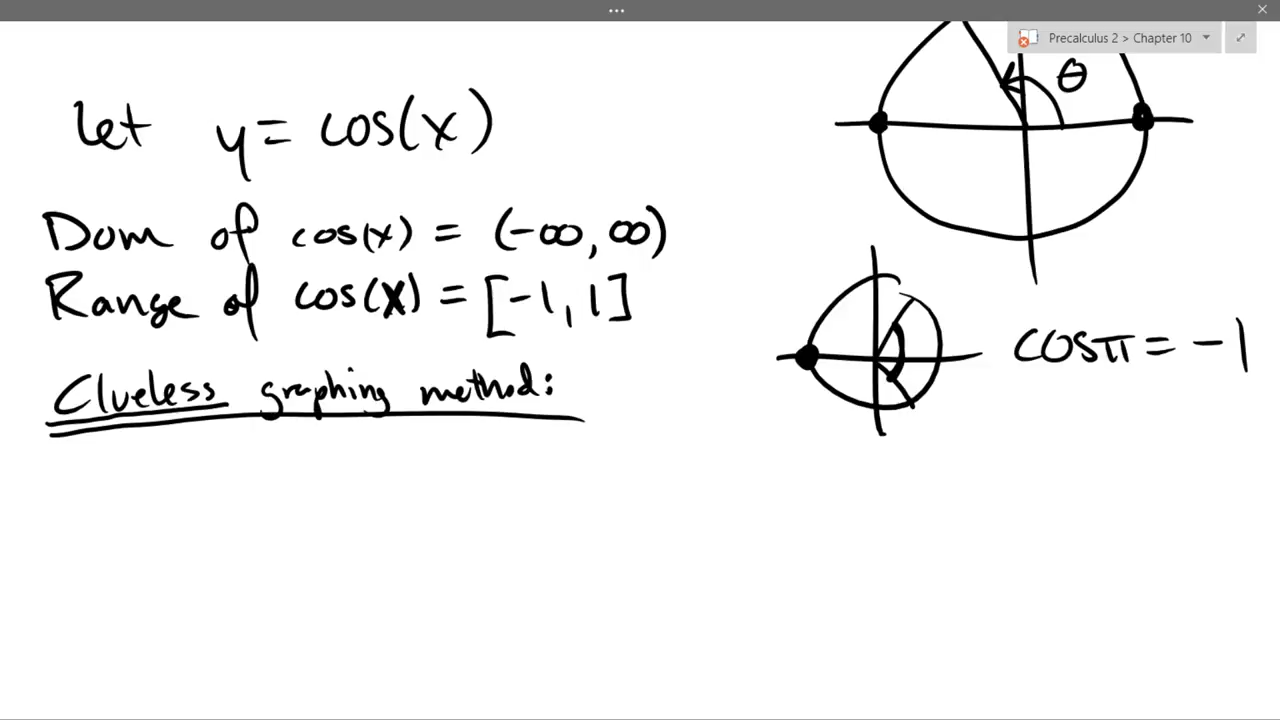 Precalculus 2 > Chapter 10
θ
let y = cos(x)
Dom of cos(x) = (-∞, ∞)
Range of cos(x) = [-1, 1]
cosπ = -1
Clueless graphing method: